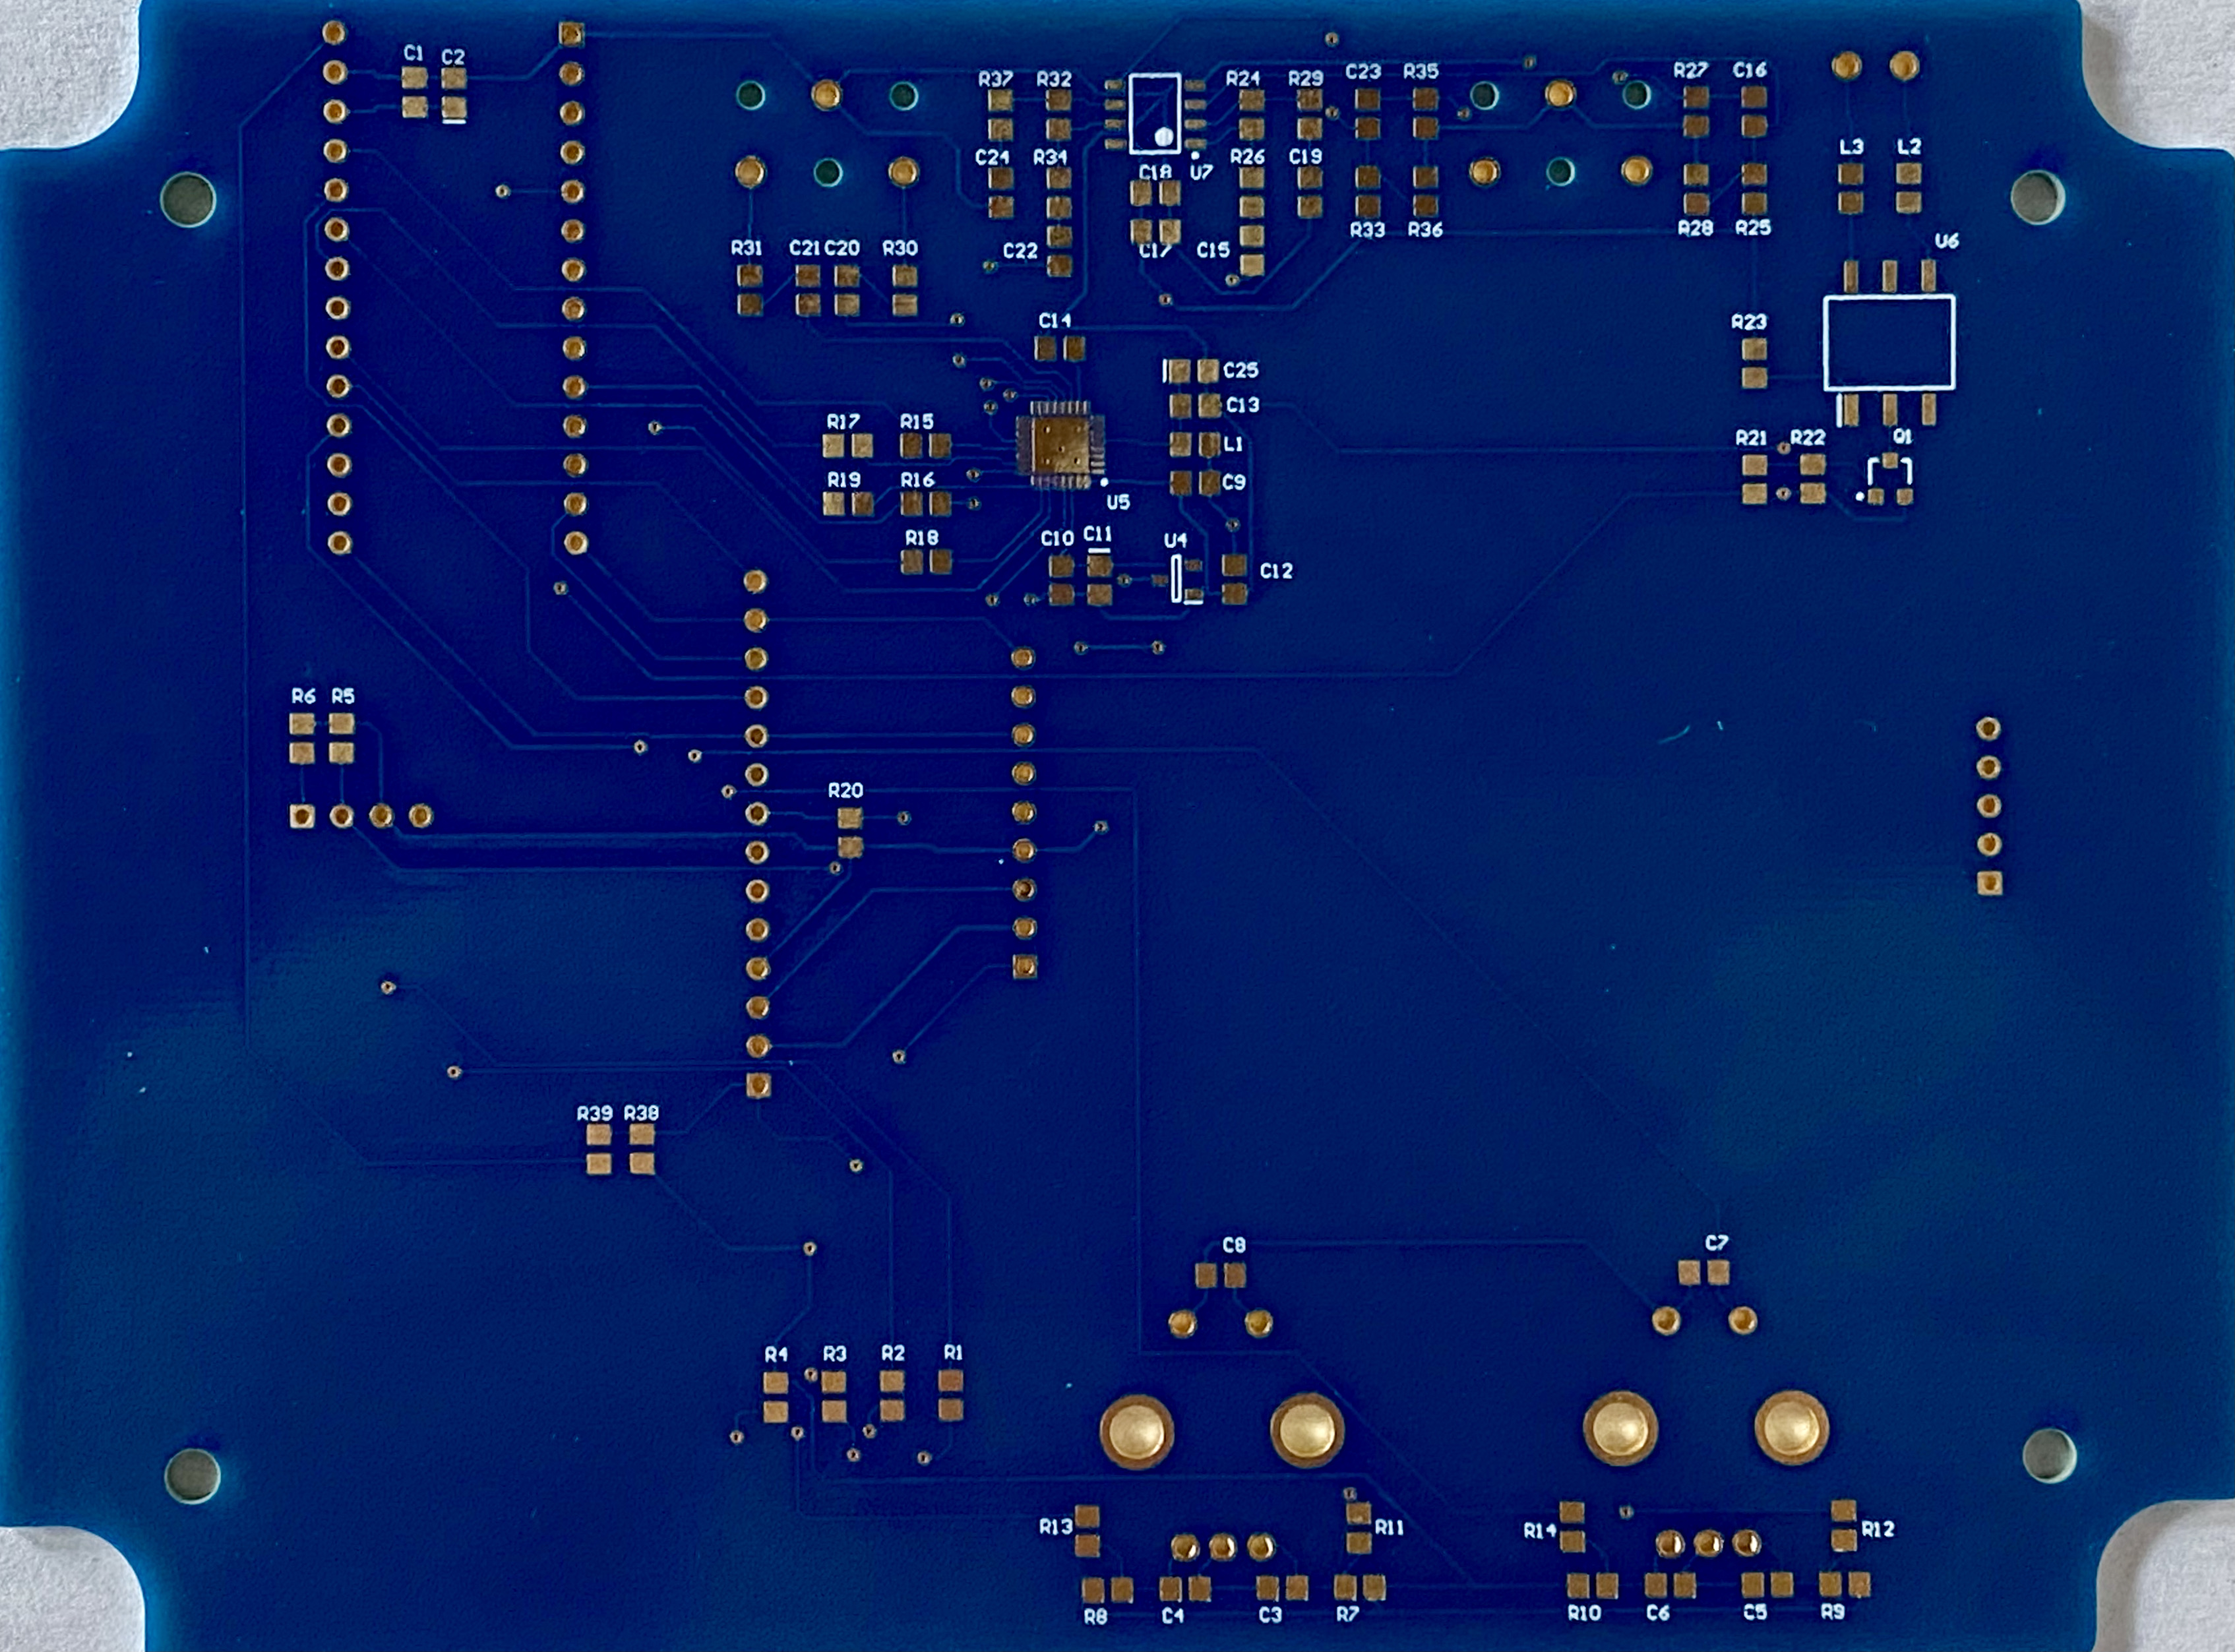 C1 C2
R37 R32 R24 R29 C23 R35 R27 C16
C24 R34 C18 U7 R26 C19 L3 L2
R31 C21 C20 R30 C22 C17 C15 R33 R36 R28 R25 U6
C14 R23
C25
C13
R17 R15 L1 R21 R22 Q1
R19 R16 C9
U5
R18 C10 C11 U4 C12
R6 R5
R20
R39 R38
C8 C7
R4 R3 R2 R1
R13 R11 R14 R12
R8 C4 C3 R7 R10 C6 C5 R9